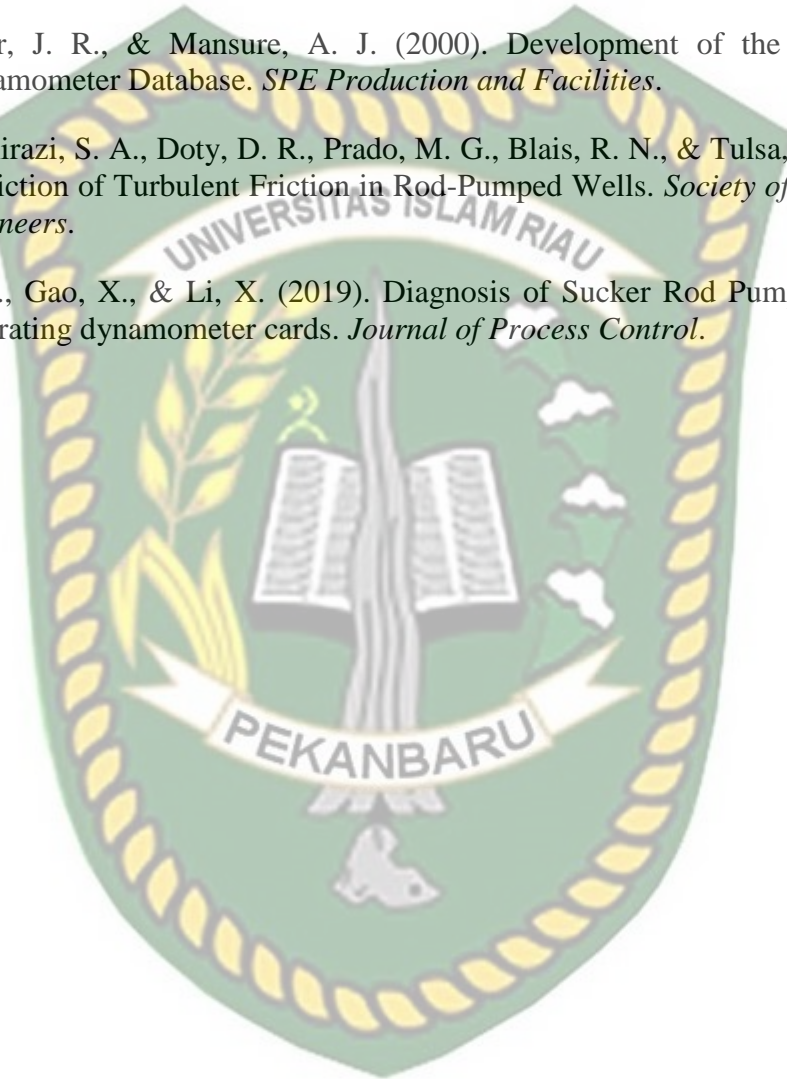 r, J. R., & Mansure, A. J. (2000). Development of the
amometer Database. SPE Production and Facilities.
irazi, S. A., Doty, D. R., Prado, M. G., Blais, R. N., & Tulsa,
iction of Turbulent Friction in Rod-Pumped Wells. Society of
neers.
., Gao, X., & Li, X. (2019). Diagnosis of Sucker Rod Pum
rating dynamometer cards. Journal of Process Control.
UNIVERSITAS ISLAM RIAU
PEKANBARU